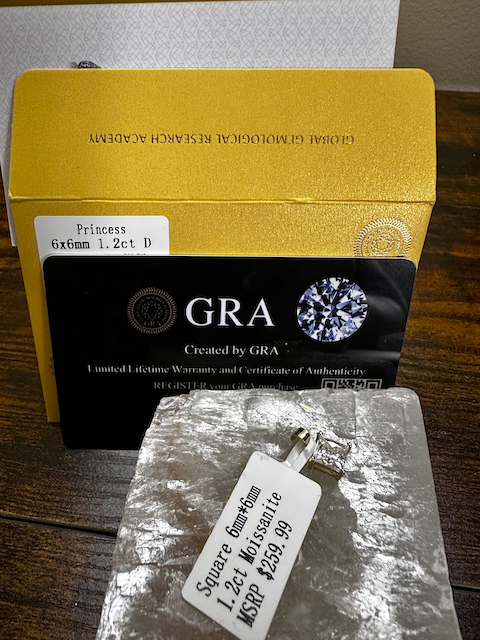 GLOBAL GEMOLOGICAL RESEARCH ACADEMY
Princess
6x6mm 1.2ct D
GRA
Created by GRA
Limited Lifetime Warranty and Certificate of Authenticity
REGISTER your GRA purchase
Square 6mm*6mm
1.2ct Moissanite
MSRP $259.99